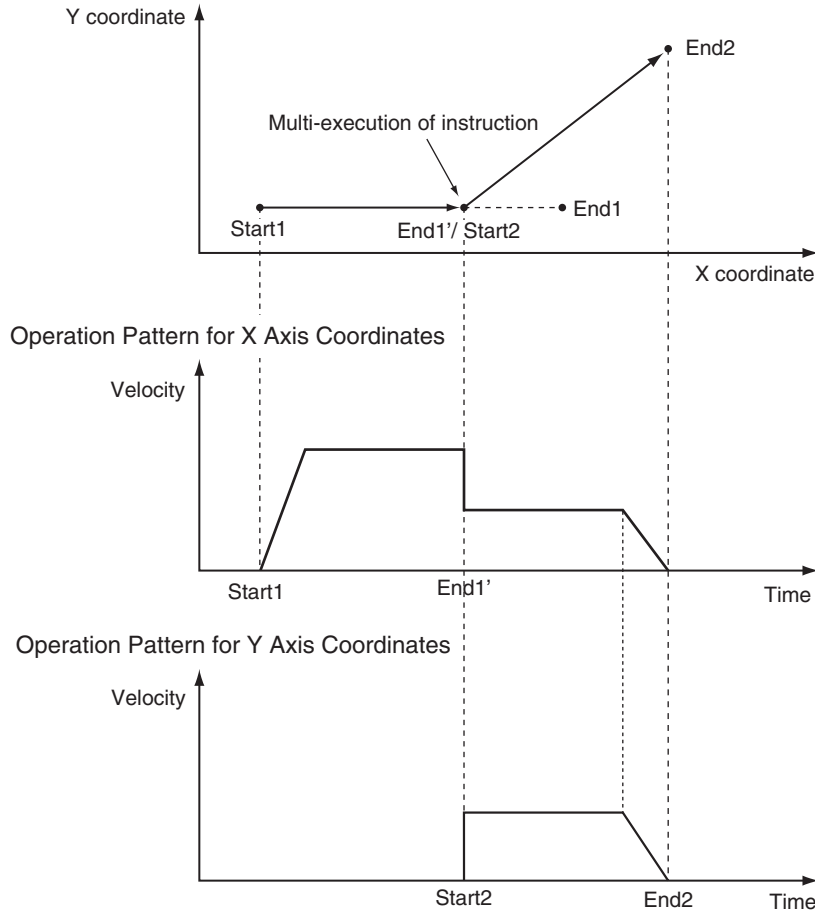 Y coordinate
End2
Multi-execution of instruction
Start1
End1'/ Start2
End1
X coordinate
Operation Pattern for X Axis Coordinates
Velocity
Start1
End1'
Time
Operation Pattern for Y Axis Coordinates
Velocity
Start2
End2
Time